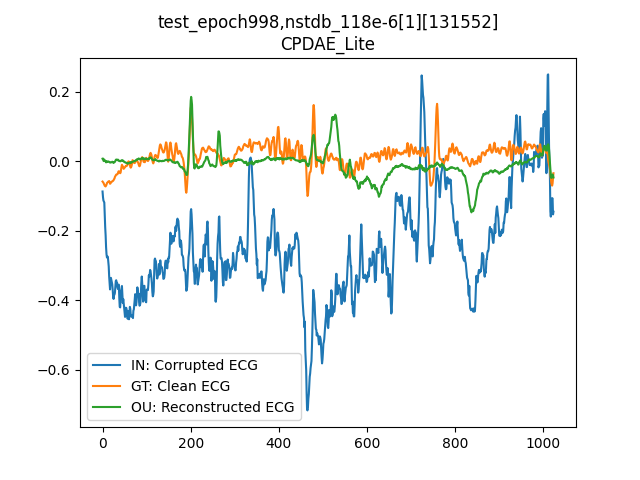 test_epoch998,nstdb_118e-6[1][131552]
CPDAE_Lite
0.2
0.0
−0.2
−0.4
−0.6
IN: Corrupted ECG
GT: Clean ECG
OU: Reconstructed ECG
0 200 400 600 800 1000